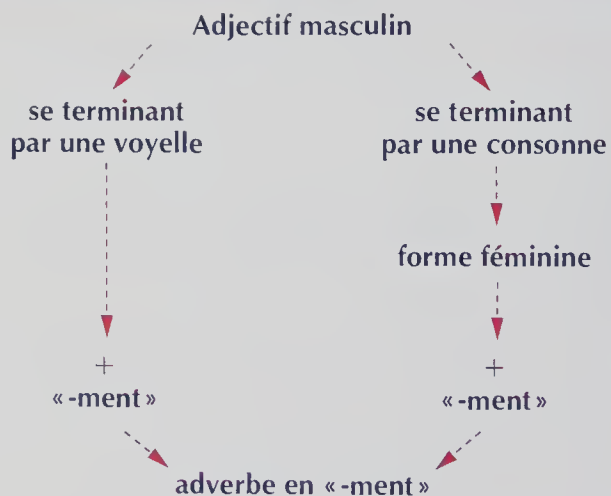 Adjectif masculin
se terminant
par une voyelle
se terminant
par une consonne
forme féminine
+
« -ment »
+
« -ment »
adverbe en « -ment »